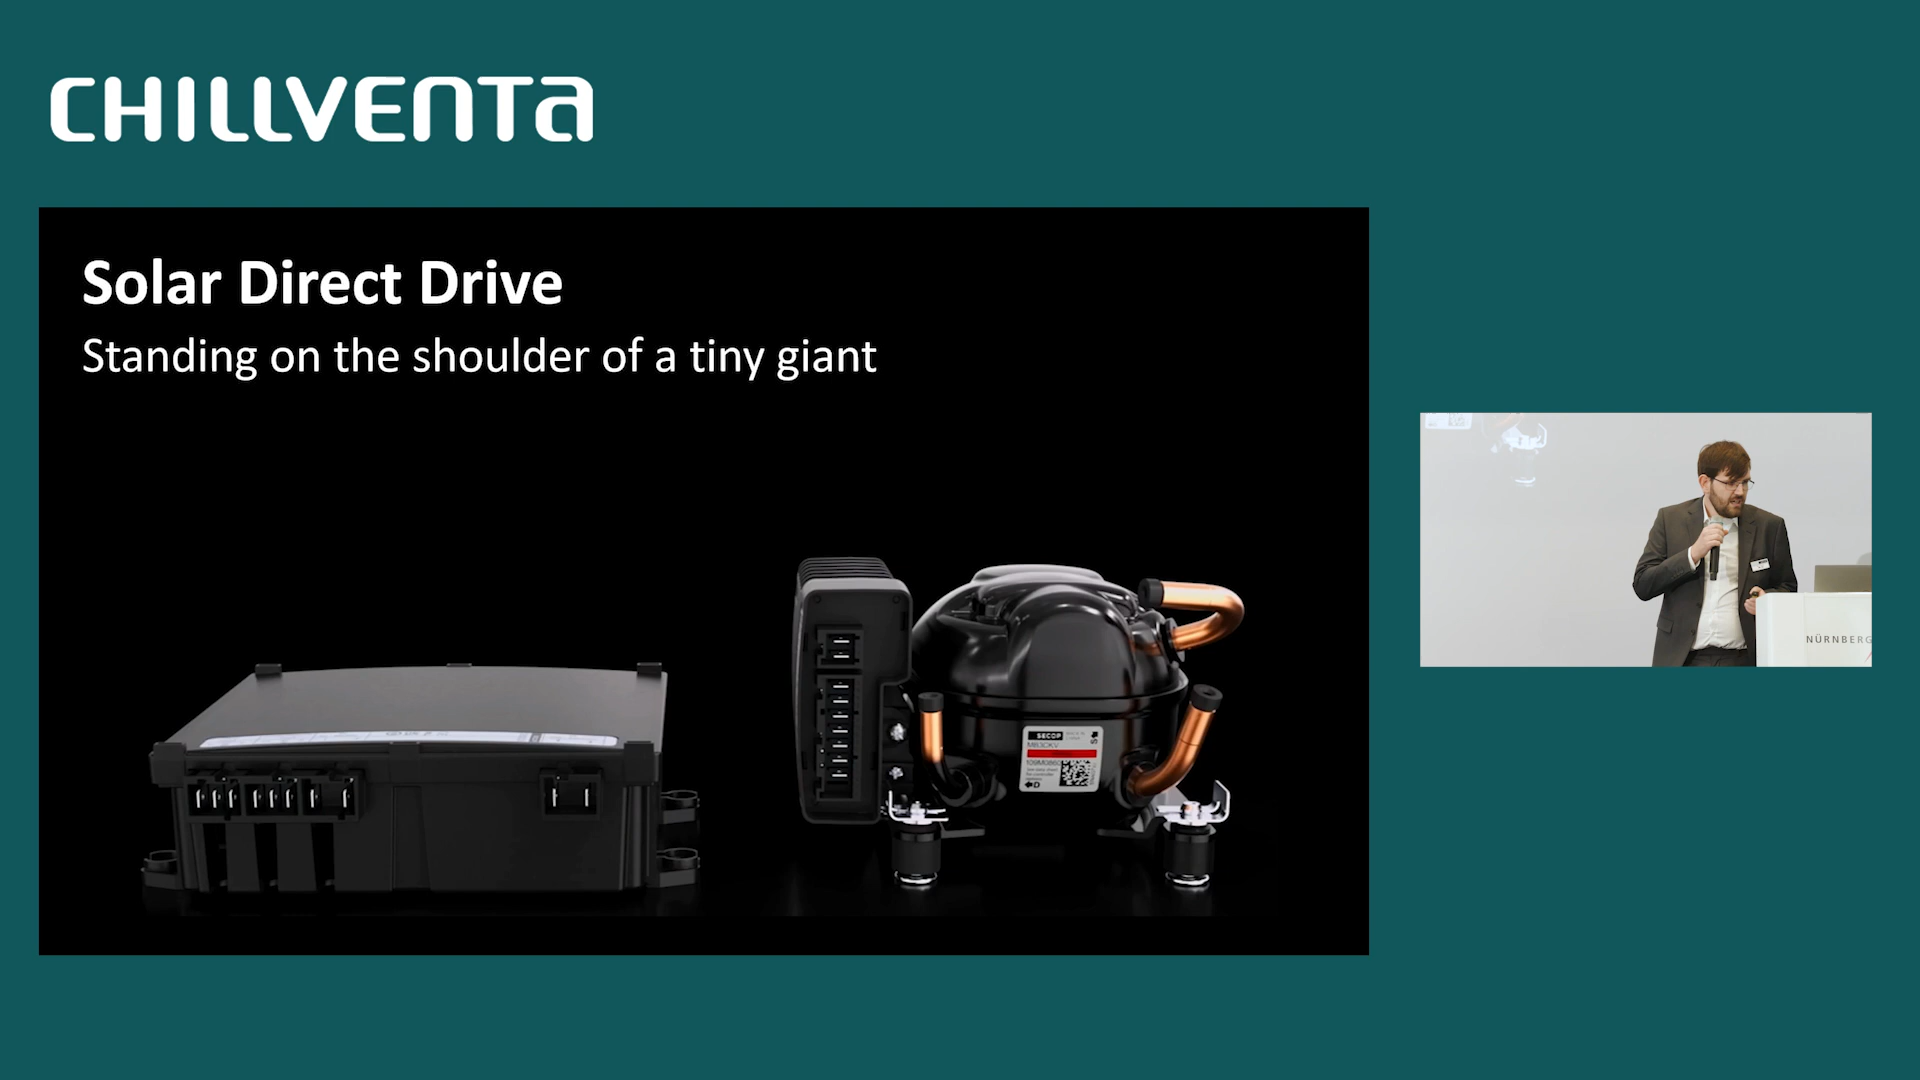 CHILLVENTA
Solar Direct Drive
Standing on the shoulder of a tiny giant
SECOP
NÜRNBERG